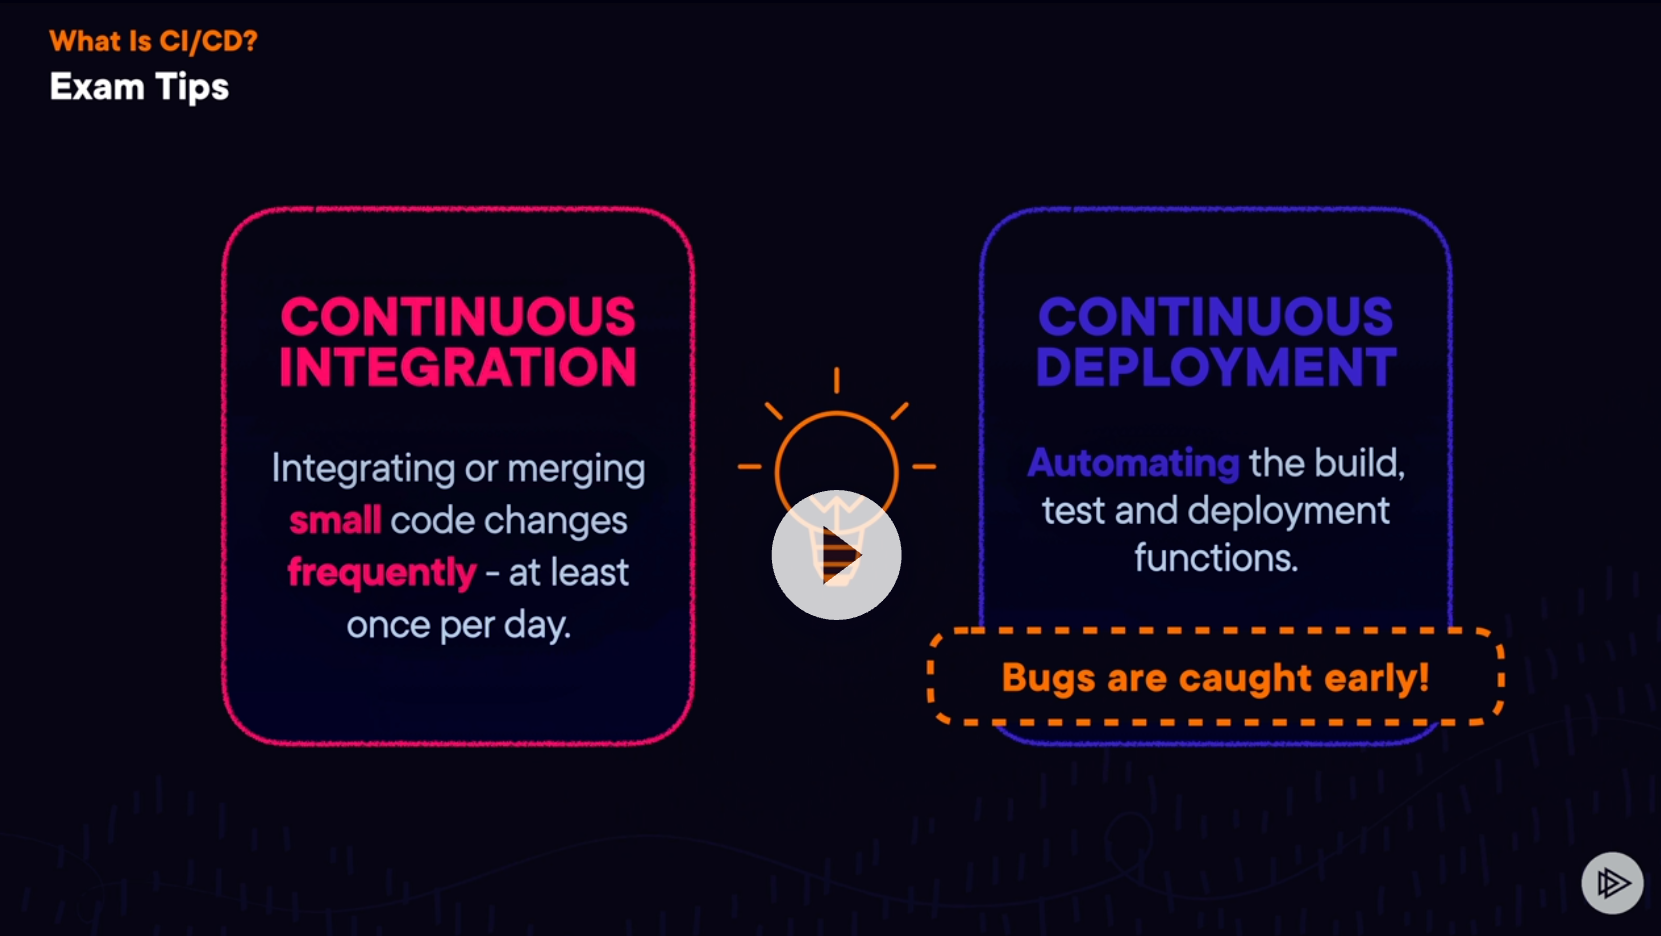 What Is CI/CD?
Exam Tips
CONTINUOUS
INTEGRATION
Integrating or merging
small code changes
frequently - at least
once per day.
CONTINUOUS
DEPLOYMENT
Automating the build,
test and deployment
functions.
Bugs are caught early!